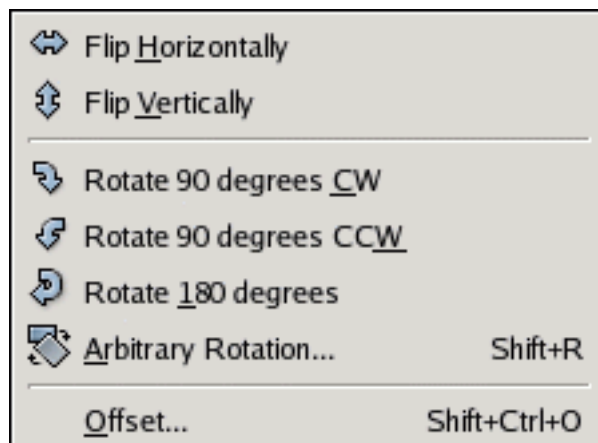 Flip Horizontally
Flip Vertically
Rotate 90 degrees CW
Rotate 90 degrees CCW
Rotate 180 degrees
Arbitrary Rotation... Shift+R
Offset... Shift+Ctrl+O